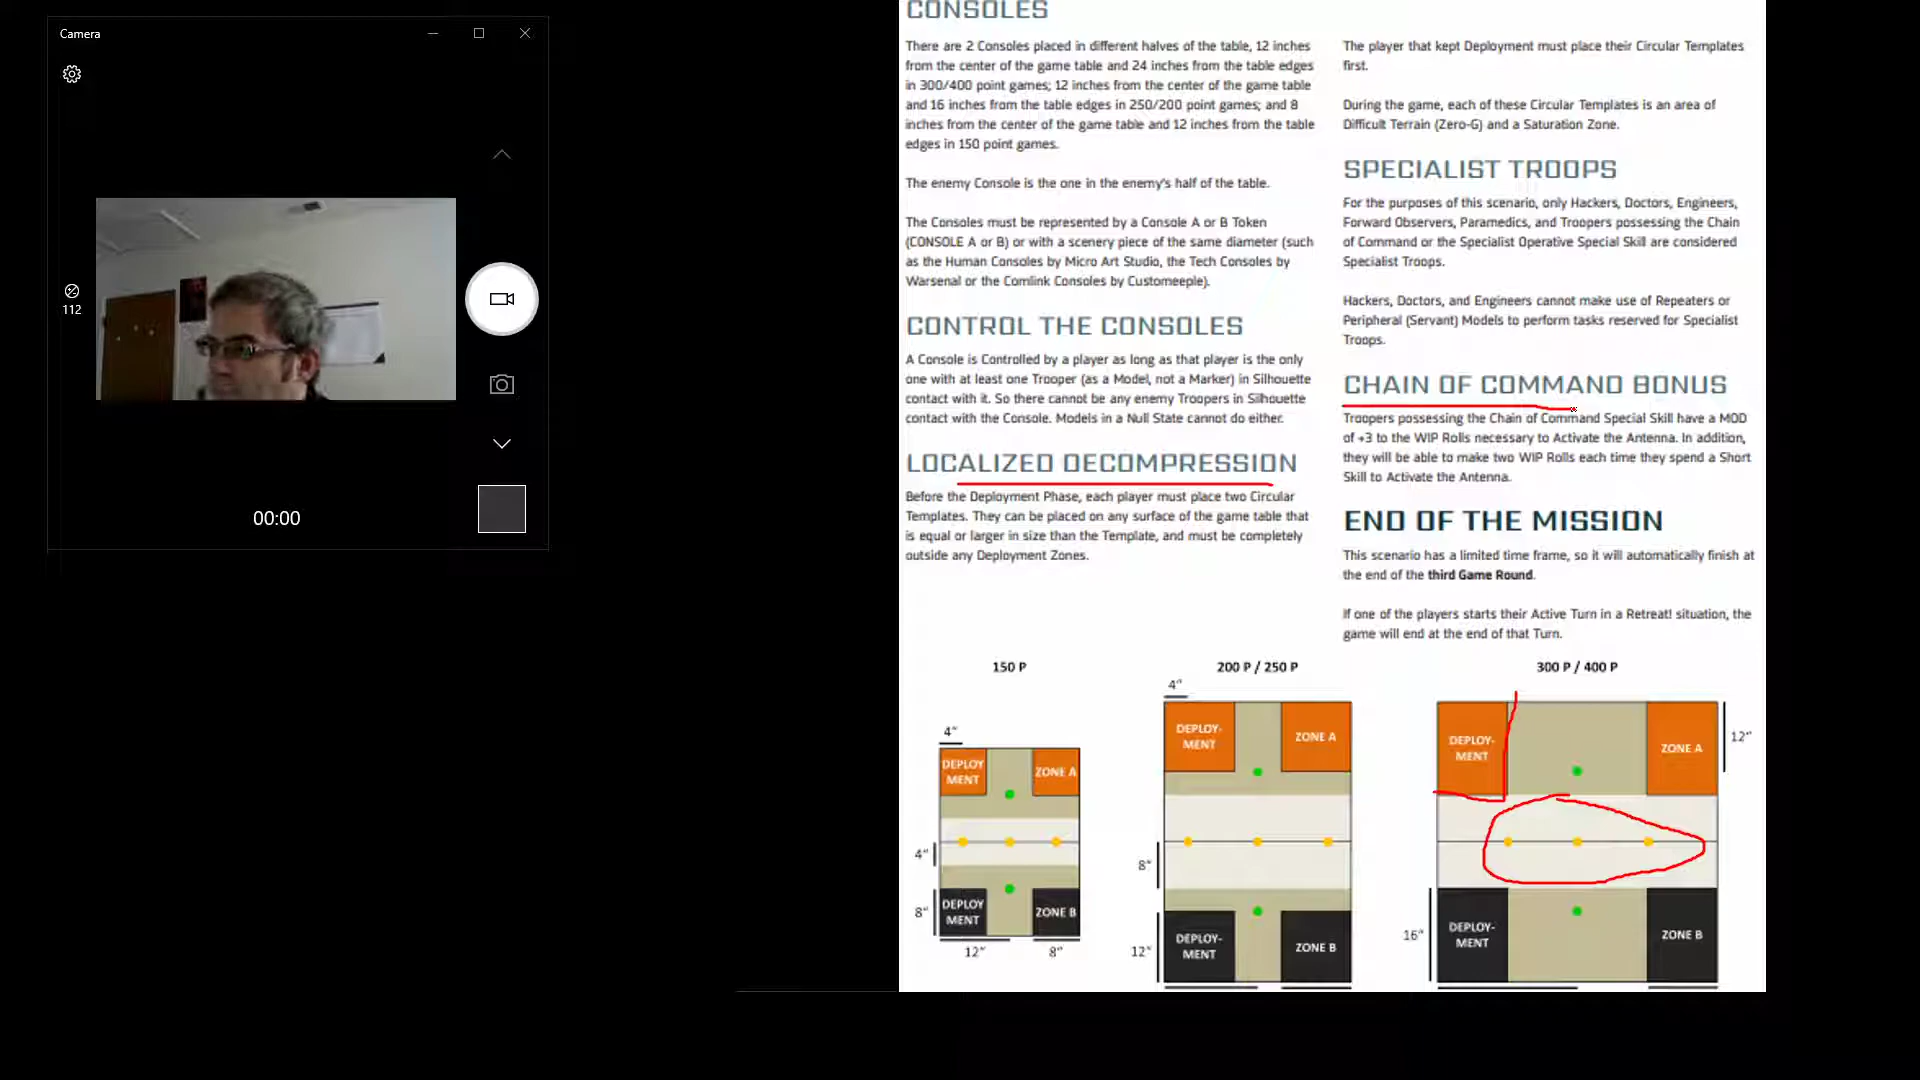 Camera
112
00:00
CONSOLES
There are 2 Consoles placed in different halves of the table, 12 inches
from the center of the game table and 24 inches from the table edges
in 300/400 point games; 12 inches from the center of the game table
and 16 inches from the table edges in 250/200 point games; and 8
inches from the center of the game table and 12 inches from the table
edges in 150 point games.
The enemy Console is the one in the enemy's half of the table.
The Consoles must be represented by a Console A or B Token
(CONSOLE A or B) or with a scenery piece of the same diameter (such
as the Human Consoles by Micro Art Studio, the Tech Consoles by
Warsenal or the Comlink Consoles by Customeeple).
CONTROL THE CONSOLES
A Console is Controlled by a player as long as that player is the only
one with at least one Trooper (as a Model, not a Marker) in Silhouette
contact with it. So there cannot be any enemy Troopers in Silhouette
contact with the Console. Models in a Null State cannot do either.
LOCALIZED DECOMPRESSION
Before the Deployment Phase, each player must place two Circular
Templates. They can be placed on any surface of the game table that
is equal or larger in size than the Template, and must be completely
outside any Deployment Zones.
The player that kept Deployment must place their Circular Templates
first.
During the game, each of these Circular Templates is an area of
Difficult Terrain (Zero-G) and a Saturation Zone.
SPECIALIST TROOPS
For the purposes of this scenario, only Hackers, Doctors, Engineers,
Forward Observers, Paramedics, and Troopers possessing the Chain
of Command or the Specialist Operative Special Skill are considered
Specialist Troops.
Hackers, Doctors, and Engineers cannot make use of Repeaters or
Peripheral (Servant) Models to perform tasks reserved for Specialist
Troops.
CHAIN OF COMMAND BONUS
Troopers possessing the Chain of Command Special Skill have a MOD
of +3 to the WIP Rolls necessary to Activate the Antenna. In addition,
they will be able to make two WIP Rolls each time they spend a Short
Skill to Activate the Antenna.
END OF THE MISSION
This scenario has a limited time frame, so it will automatically finish at
the end of the third Game Round.
If one of the players starts their Active Turn in a Retreat! situation, the
game will end at the end of that Turn.
150 P
4"
DEPLOY
MENT
ZONE A
4"
8"
DEPLOY
MENT
ZONE B
12"
8"
200 P / 250 P
4"
DEPLOY-
MENT
ZONE A
8"
12"
DEPLOY-
MENT
ZONE B
300 P / 400 P
DEPLOY-
MENT
ZONE A
12"
16"
DEPLOY-
MENT
ZONE B